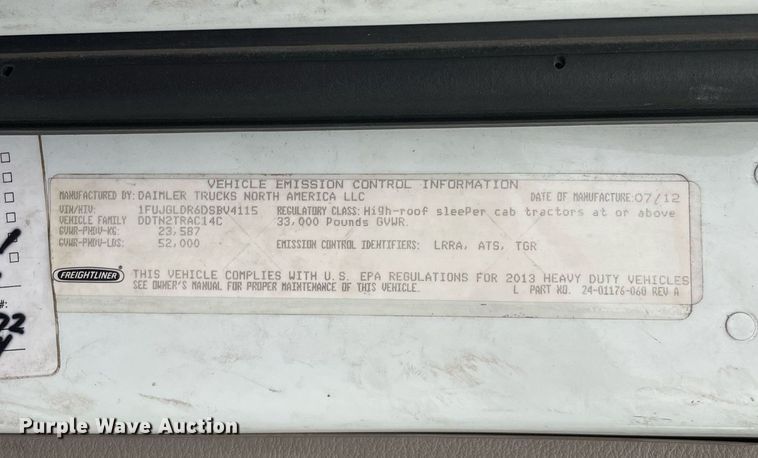 VEHICLE EMISSION CONTROL INFORMATION
MANUFACTURED BY: DAIMLER TRUCKS NORTH AMERICA LLC DATE OF MANUFACTURE: 07/12
VIN/NIV: 1FUJGLDR6DSBV4115 REGULATORY CLASS: High-roof sleeper cab tractors at or above
VEHICLE FAMILY DDTN2TRAC14C 33,000 Pounds GVWR.
GVWR-PNDV-KG: 23,587
GVWR-PNDV-LBS: 52,000 EMISSION CONTROL IDENTIFIERS: LRRA, ATS, TGR
FREIGHTLINER THIS VEHICLE COMPLIES WITH U.S. EPA REGULATIONS FOR 2013 HEAVY DUTY VEHICLES
SEE OWNER'S MANUAL FOR PROPER MAINTENANCE OF THIS VEHICLE. L PART NO. 24-01176-060 REV A
#:
Purple Wave Auction